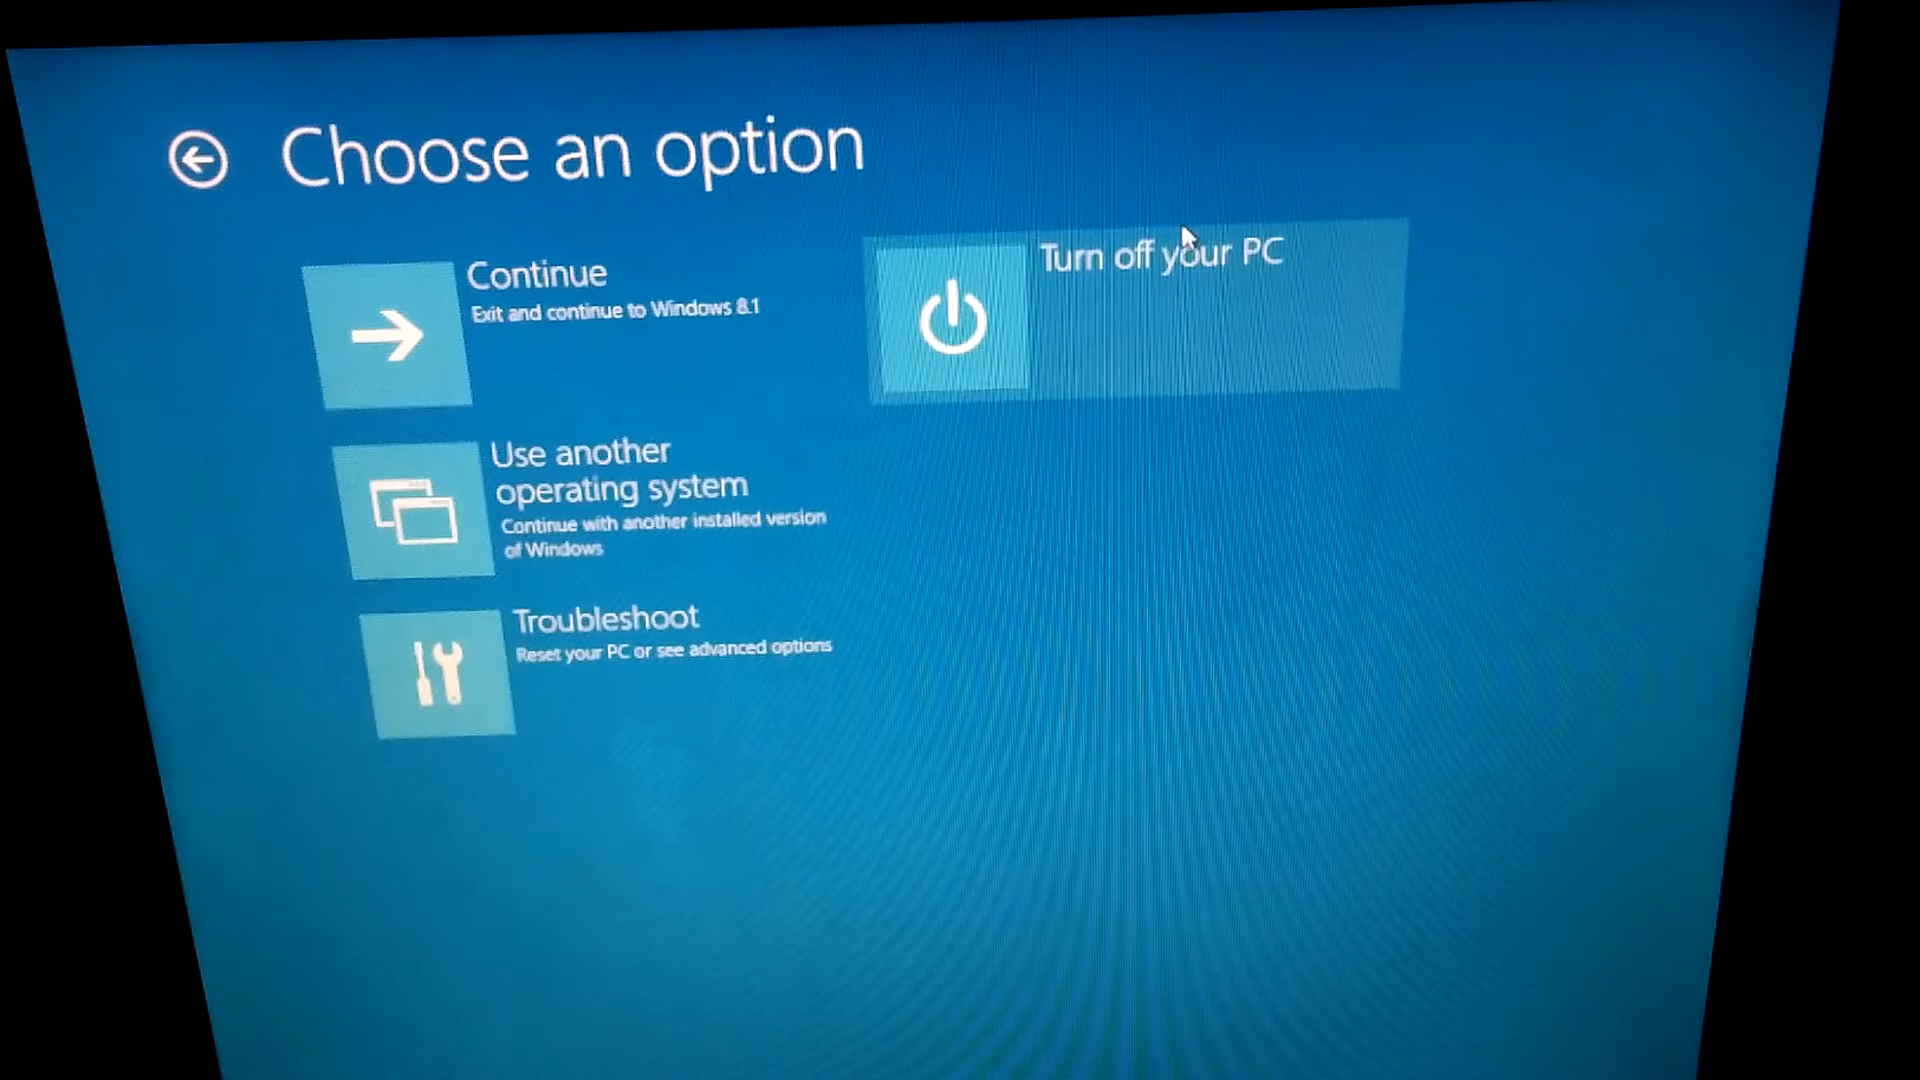 Choose an option
Continue
Exit and continue to Windows 8.1
Use another
operating system
Continue with another installed version
of Windows
Troubleshoot
Reset your PC or see advanced options
Turn off your PC